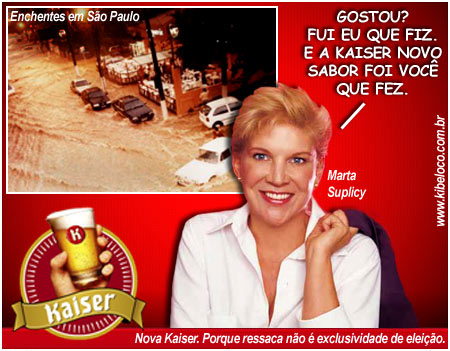 Enchentes em São Paulo
GOSTOU?
FUI EU QUE FIZ.
E A KAISER NOVO
SABOR FOI VOCÊ
QUE FEZ.
Marta
Suplicy
www.kibeloco.com.br
K
Kaiser
Nova Kaiser. Porque ressaca não é exclusividade de eleição.